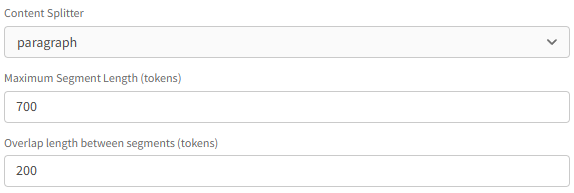 Content Splitter
paragraph
Maximum Segment Length (tokens)
700
Overlap length between segments (tokens)
200